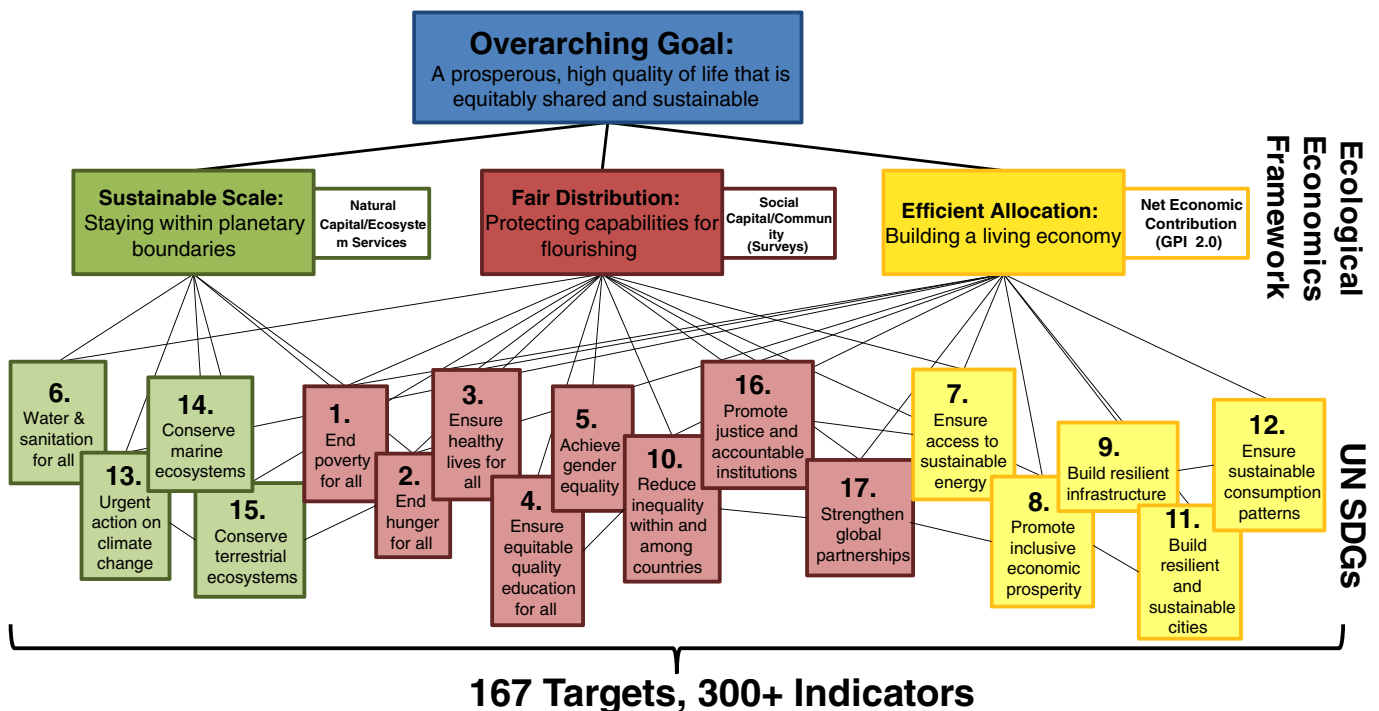 Overarching Goal:
A prosperous, high quality of life that is
equitably shared and sustainable
Sustainable Scale:
Staying within planetary
boundaries
Natural
Capital/Ecosyste
m Services
Fair Distribution:
Protecting capabilities for
flourishing
Social
Capital/Commun
ity
(Surveys)
Efficient Allocation:
Building a living economy
Net Economic
Contribution
(GPI 2.0)
Ecological
Economics
Framework
6.
Water &
sanitation
for all
13.
Urgent
action on
climate
change
14.
Conserve
marine
ecosystems
15.
Conserve
terrestrial
ecosystems
1.
End
poverty
for all
2.
End
hunger
for all
3.
Ensure
healthy
lives for
all
4.
Ensure
equitable
quality
education
for all
5.
Achieve
gender
equality
10.
Reduce
inequality
within and
among
countries
16.
Promote
justice and
accountable
institutions
17.
Strengthen
global
partnerships
7.
Ensure
access to
sustainable
energy
8.
Promote
inclusive
economic
prosperity
9.
Build resilient
infrastructure
11.
Build
resilient
and
sustainable
cities
12.
Ensure
sustainable
consumption
patterns
UN SDGs
167 Targets, 300+ Indicators